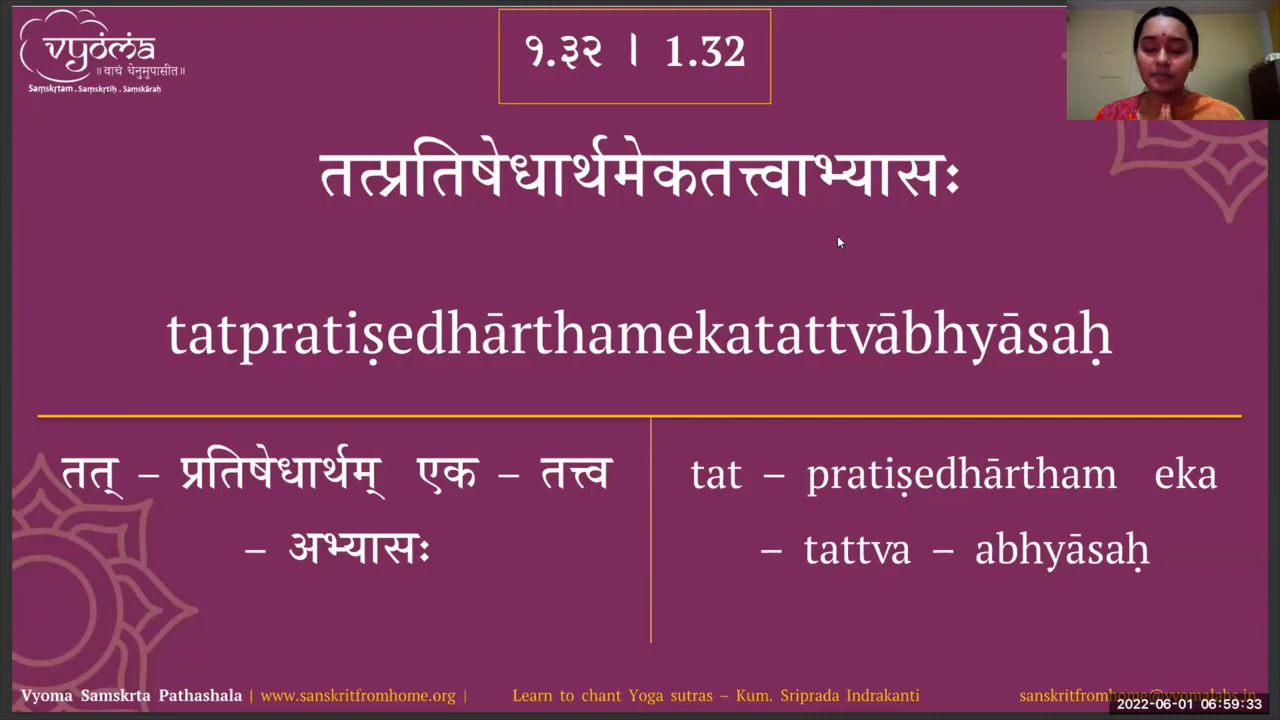 vyoma
॥ वाचं धेनुमुपासीत॥
Saṃskṛtam . Saṃskṛtiḥ . Saṃskāraḥ
१.३२ । 1.32
तत्प्रतिषेधार्थमेकतत्त्वाभ्यासः
tatpratiṣedhārthamekatattvābhyāsaḥ
तत् – प्रतिषेधार्थम् एक – तत्त्व
– अभ्यासः
tat – pratiṣedhārtham eka
– tattva – abhyāsaḥ
Vyoma Samskrta Pathashala | www.sanskritfromhome.org | Learn to chant Yoga sutras – Kum. Sriprada Indrakanti
2022-06-01 06:59:33